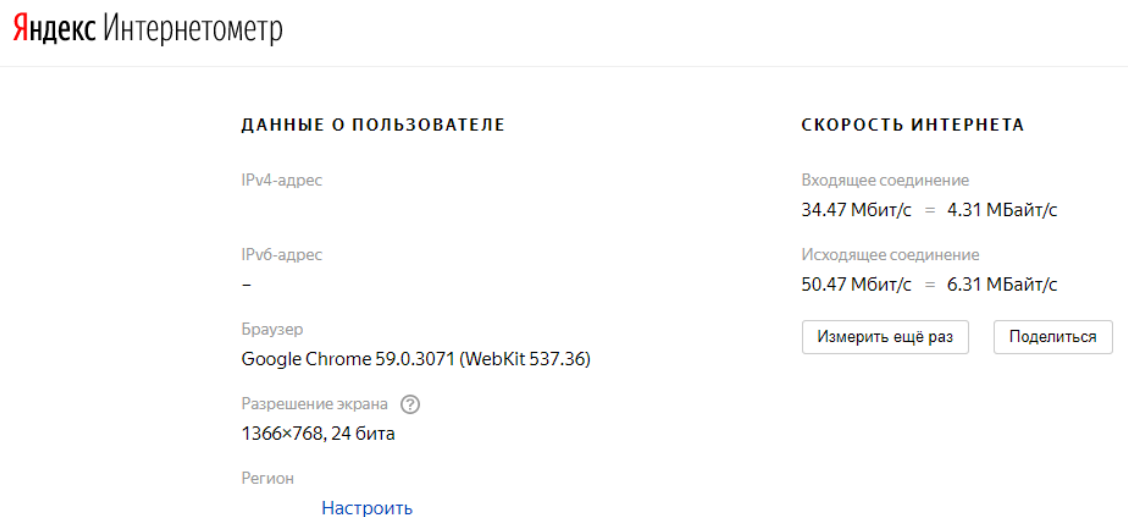 Яндекс Интернетометр
ДАННЫЕ О ПОЛЬЗОВАТЕЛЕ
IPv4-адрес
IPv6-адрес
–
Браузер
Google Chrome 59.0.3071 (WebKit 537.36)
Разрешение экрана ?
1366×768, 24 бита
Регион
Настроить
СКОРОСТЬ ИНТЕРНЕТА
Входящее соединение
34.47 Мбит/с = 4.31 МБайт/с
Исходящее соединение
50.47 Мбит/с = 6.31 МБайт/с
Измерить ещё раз Поделиться